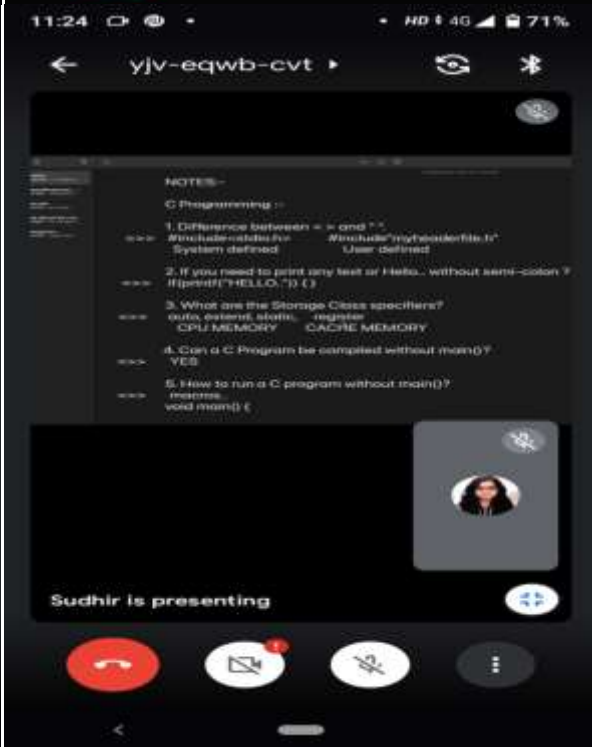 11:24
HD 4G 71%
yjv-eqwb-cvt
NOTES:-
C Programming :-
1. Difference between < > and " ".
>>> #include<stdio.h> #include"myheaderfile.h"
System defined User defined
2. If you need to print any text or Hello.. without semi-colon ?
>>> if(printf("HELLO.")) { }
3. What are the Storage Class specifiers?
>>> auto, extend, static, register
CPU MEMORY CACHE MEMORY
4. Can a C Program be compiled without main()?
>>> YES
5. How to run a C program without main()?
>>> macros..
void main() {
Sudhir is presenting